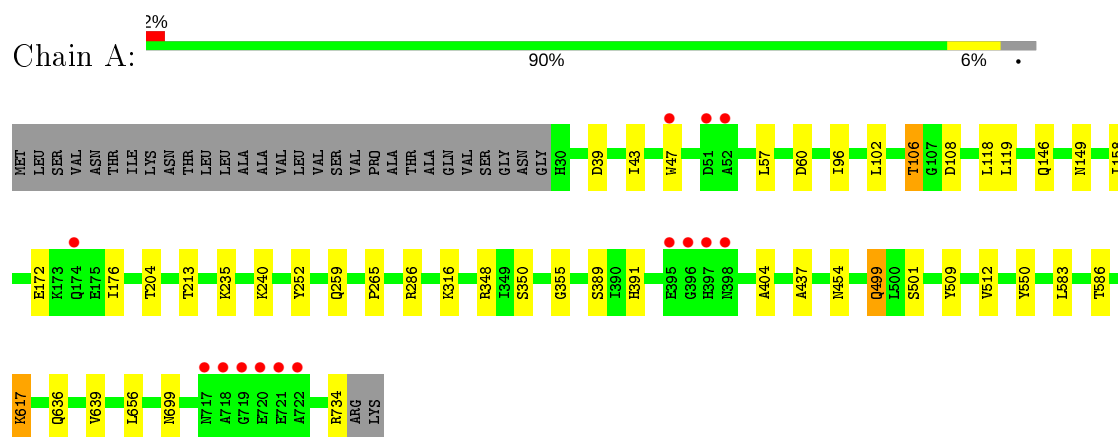 2%
Chain A:
90% 6% •
MET LEU SER VAL ASN THR ILE LYS ASN THR LEU LEU ALA ALA VAL LEU VAL SER VAL PRO ALA THR ALA GLN VAL SER GLY ASN GLY H30 D39 I43 W47 D51 A52 L57 D60 I96 L102 T106 G107 D108 L118 L119 Q146 N149
E172 K173 Q174 E175 I176 T204 T213 K235 K240 Y252 Q259 P265 R286 K316 R348 I349 S350 G355 S389 I390 H391 E395 G396 H397 N398 A404 A437 N454 Q499 L500 S501 Y509 V512 Y550 L583 T586
K617 Q636 V639 L656 N699 N717 A718 G719 E720 E721 A722 R734 ARG LYS